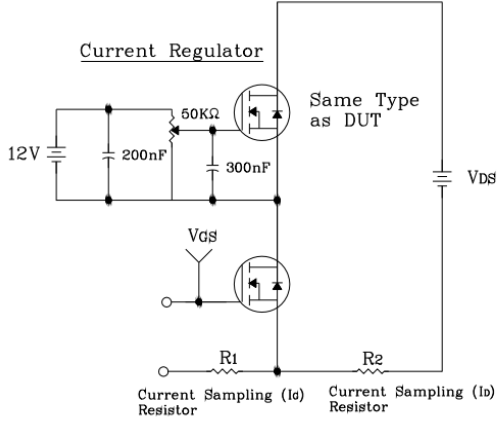 Current Regulator
50KΩ
Same Type
as DUT
12V
200nF
300nF
VDS
VGS
R1
R2
Current Sampling (IG)
Resistor
Current Sampling (ID)
Resistor